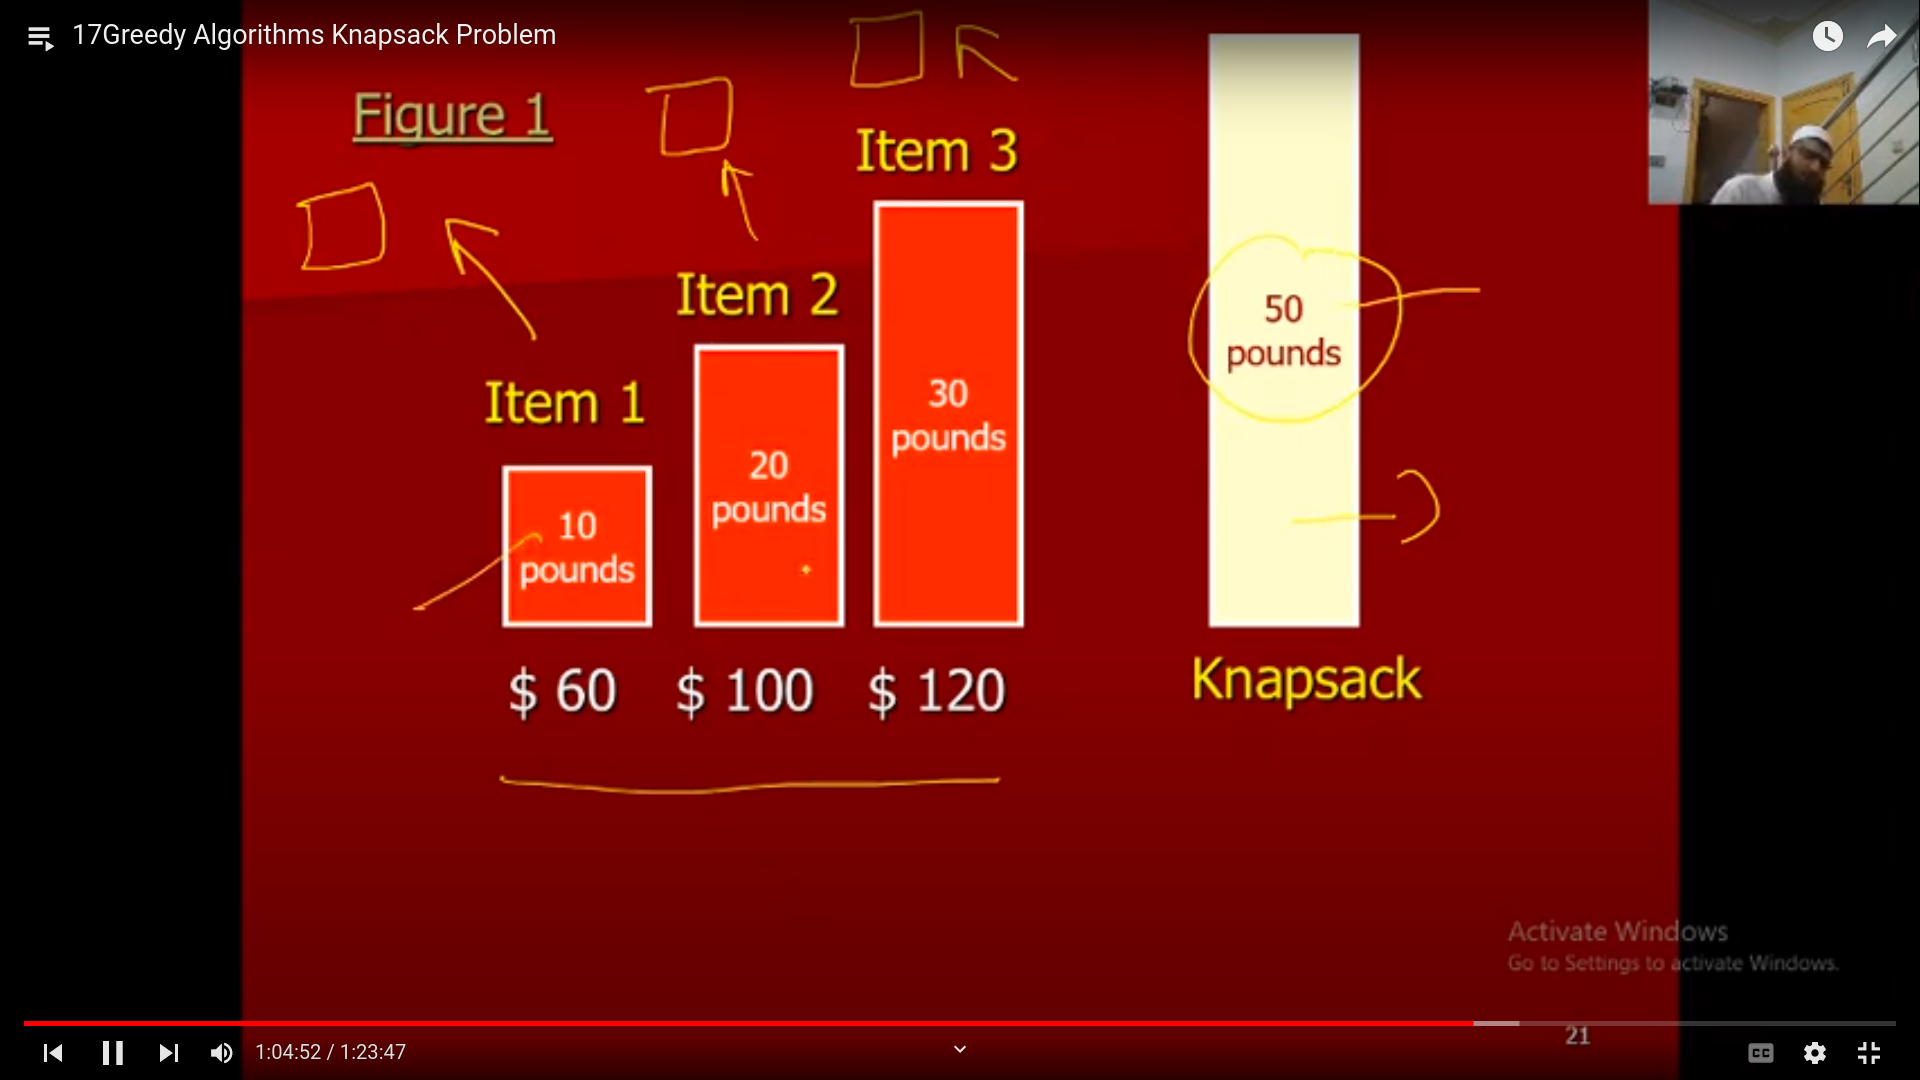 17Greedy Algorithms Knapsack Problem
Figure 1
Item 1
Item 2
Item 3
10
pounds
20
pounds
30
pounds
50
pounds
$ 60
$ 100
$ 120
Knapsack
Activate Windows
Go to Settings to activate Windows.
21
1:04:52 / 1:23:47
CC